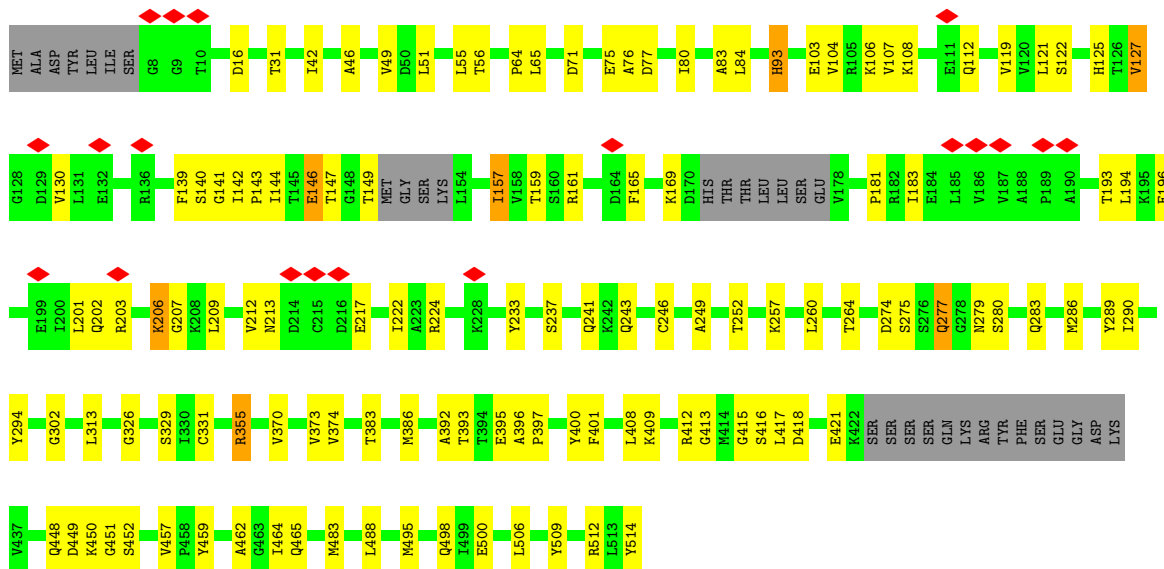 MET ALA ASP TYR LEU ILE SER G8 G9 T10 D16 T31 I42 A46 V49 D50 L51 L55 T56 P64 L65 D71 E75 A76 D77 I80 A83 L84 H93 E103 V104 R105 K106 V107 K108 E111 Q112 V119 V120 L121 S122 H125 T126 V127
G128 D129 V130 L131 E132 R136 F139 S140 G141 I142 P143 I144 T145 E146 T147 G148 T149 MET GLY SER LYS L154 I157 V158 T159 S160 R161 D164 F165 K169 D170 HIS THR THR LEU LEU SER GLU V178 P181 R182 I183 E184 L185 V186 V187 A188 P189 A190 T193 L194 K195 E196
E199 I200 L201 Q202 R203 K206 G207 K208 L209 V212 N213 D214 C215 D216 E217 I222 A223 R224 K228 Y233 S237 Q241 K242 Q243 C246 A249 T252 K257 L260 T264 D274 S275 S276 Q277 G278 N279 S280 Q283 M286 Y289 I290
Y294 G302 L313 G326 S329 I330 C331 R355 V370 V373 V374 T383 M386 A392 T393 T394 E395 A396 P397 Y400 F401 L408 K409 R412 G413 M414 G415 S416 L417 D418 E421 K422 SER SER SER SER GLN LYS ARG TYR PHE SER GLU GLY ASP LYS
V437 Q448 D449 K450 G451 S452 V457 P458 Y459 A462 G463 I464 Q465 M483 L488 M495 Q498 I499 E500 L506 Y509 R512 L513 Y514